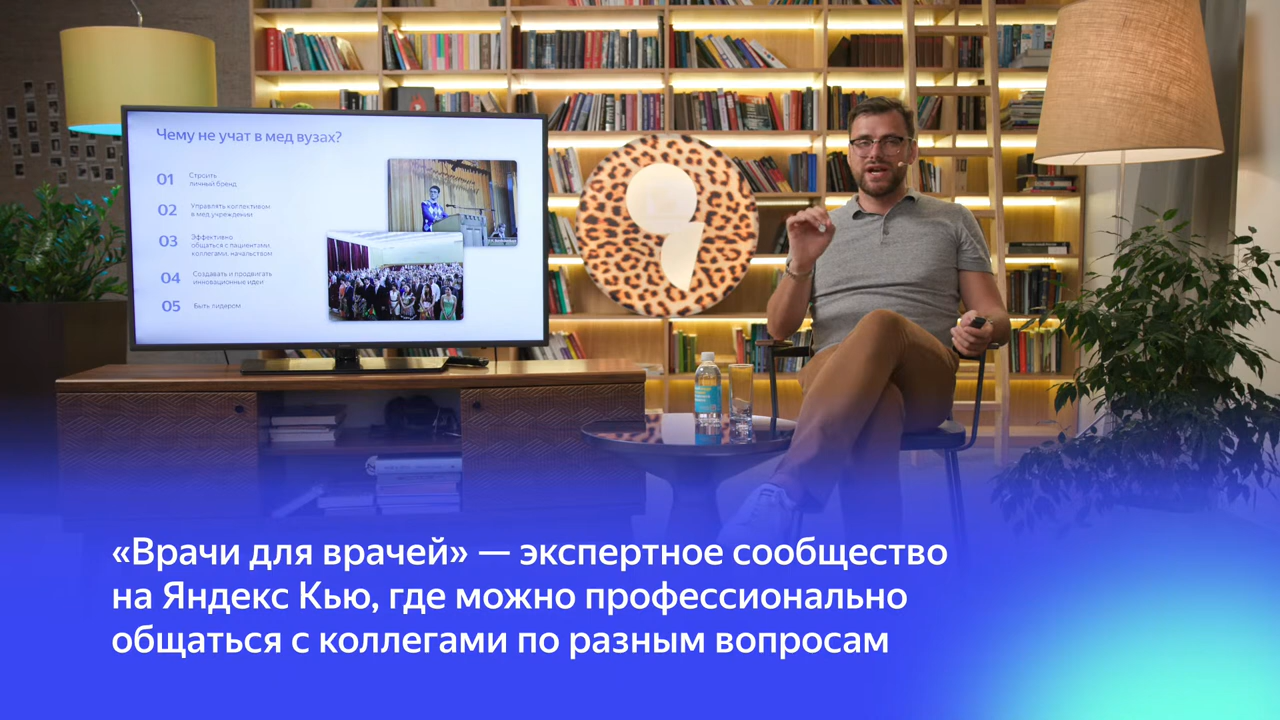 Чему не учат в мед вузах?
01
Строить
личный бренд
02
Управлять коллективом
в мед учреждении
03
Эффективно
общаться с пациентами,
коллегами, начальством
04
Создавать и продвигать
инновационные идеи
05
Быть лидером
«Врачи для врачей» — экспертное сообщество
на Яндекс Кью, где можно профессионально
общаться с коллегами по разным вопросам